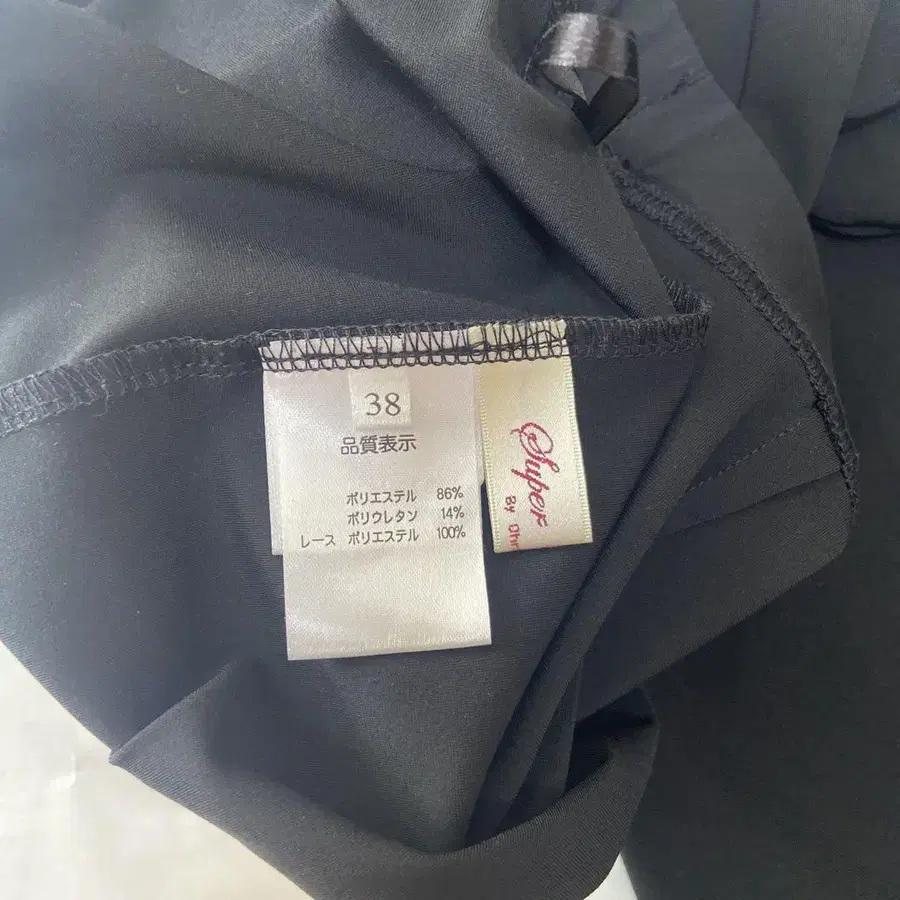 38
品質表示
ポリエステル 86%
ポリウレタン 14%
レース ポリエステル 100%
Super
By Chr